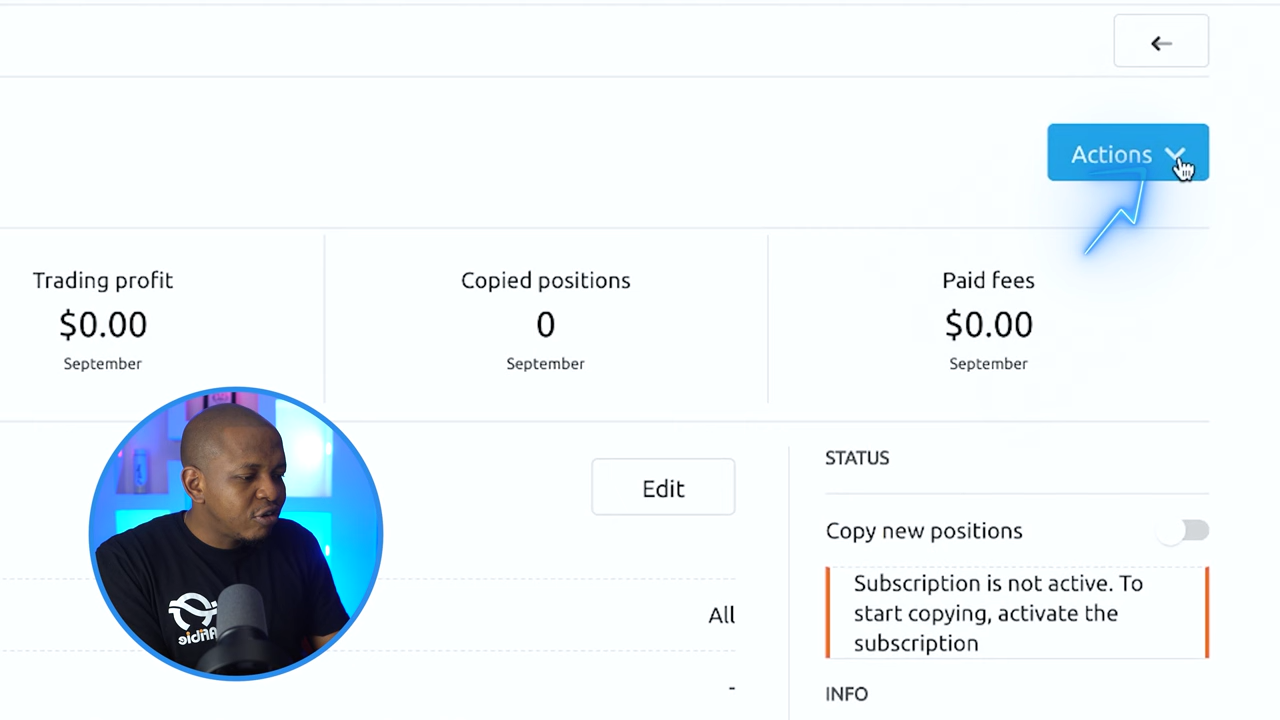 Actions
Trading profit
$0.00
September
Copied positions
0
September
Paid fees
$0.00
September
Edit
All
-
STATUS
Copy new positions
Subscription is not active. To
start copying, activate the
subscription
INFO